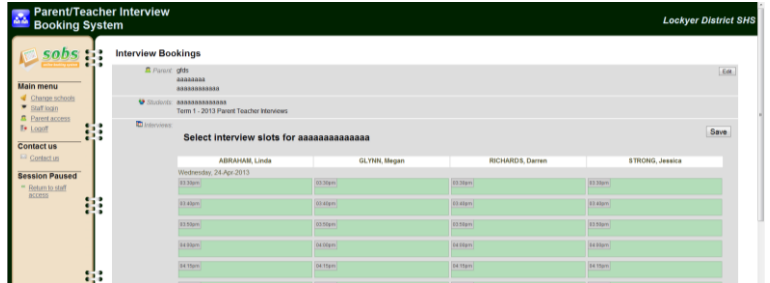 Parent/Teacher Interview
Booking System
Lockyer District SHS
sobs
Main menu
Change schools
Staff login
Parent access
Logoff
Contact us
Contact us
Session Paused
Return to staff
access
Interview Bookings
Parent gfds
aaaaaaaa
aaaaaaaaaaaa
Edit
Students aaaaaaaaaaaaaa
Term 1 - 2013 Parent Teacher Interviews
Interviews
Select interview slots for aaaaaaaaaaaaaa
Save
ABRAHAM, Linda GLYNN, Megan RICHARDS, Darren STRONG, Jessica
Wednesday, 24-Apr-2013
03:30pm 03:30pm 03:30pm 03:30pm
03:40pm 03:40pm 03:40pm 03:40pm
03:50pm 03:50pm 03:50pm 03:50pm
04:00pm 04:00pm 04:00pm 04:00pm
04:10pm 04:10pm 04:10pm 04:10pm